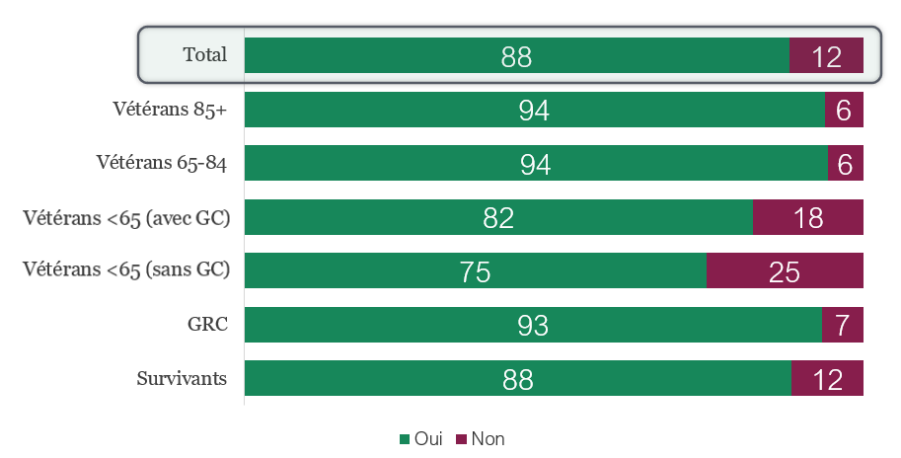 Total 88 12
Vétérans 85+ 94 6
Vétérans 65-84 94 6
Vétérans <65 (avec GC) 82 18
Vétérans <65 (sans GC) 75 25
GRC 93 7
Survivants 88 12
Oui Non